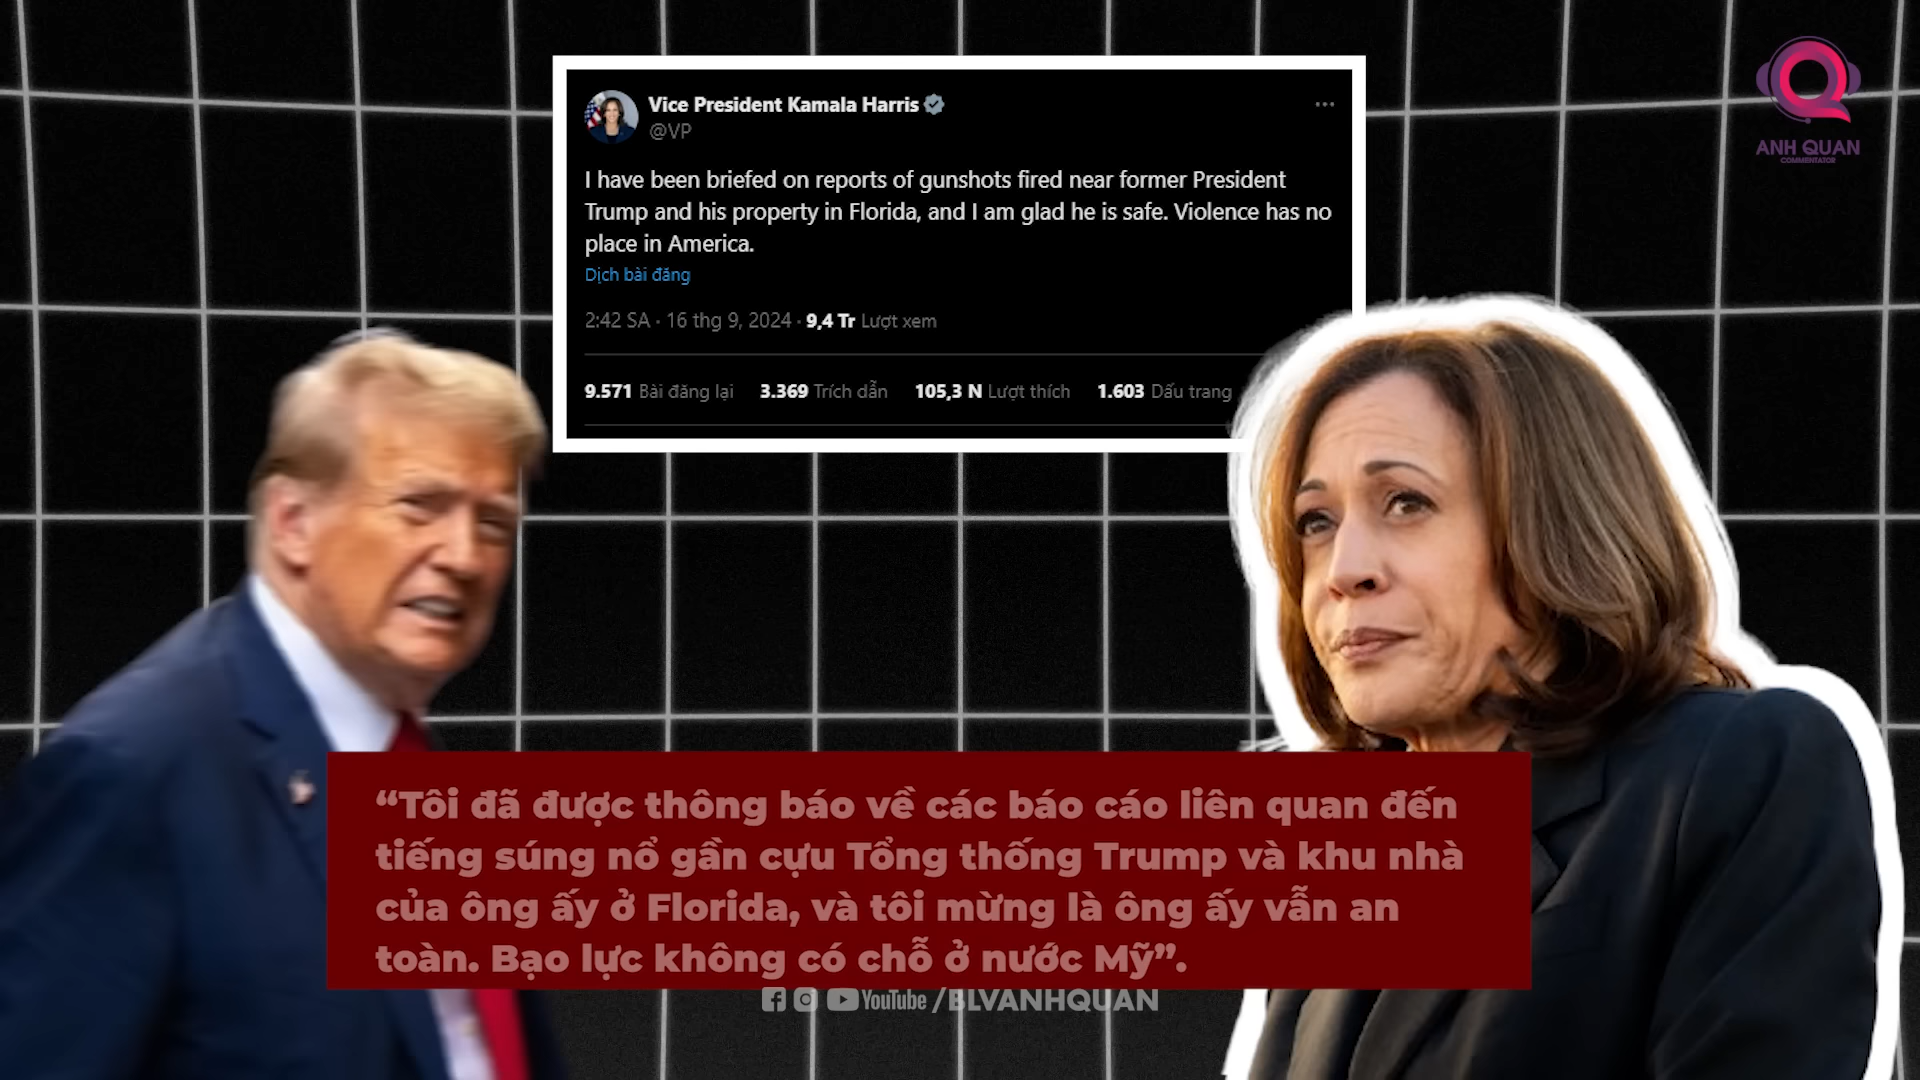 Vice President Kamala Harris
@VP
I have been briefed on reports of gunshots fired near former President
Trump and his property in Florida, and I am glad he is safe. Violence has no
place in America.
Dịch bài đăng
2:42 SA · 16 thg 9, 2024 · 9,4 Tr Lượt xem
9.571 Bài đăng lại 3.369 Trích dẫn 105,3 N Lượt thích 1.603 Dấu trang
ANH QUAN
COMMENTATOR
“Tôi đã được thông báo về các báo cáo liên quan đến
tiếng súng nổ gần cựu Tổng thống Trump và khu nhà
của ông ấy ở Florida, và tôi mừng là ông ấy vẫn an
toàn. Bạo lực không có chỗ ở nước Mỹ”.
YouTube /BLVANHQUAN